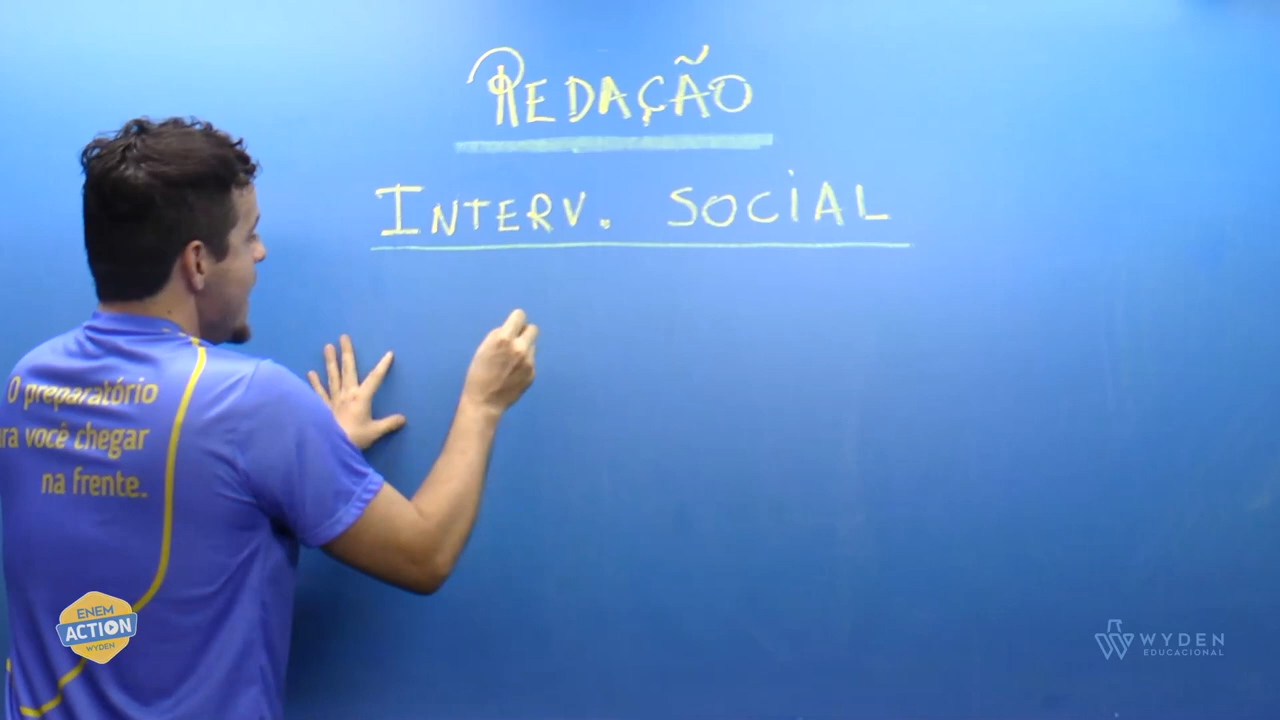 REDAÇÃO
INTERV. SOCIAL
O preparatório
ra você chegar
na frente.
ENEM
ACTION
WYDEN
WYDEN
EDUCACIONAL